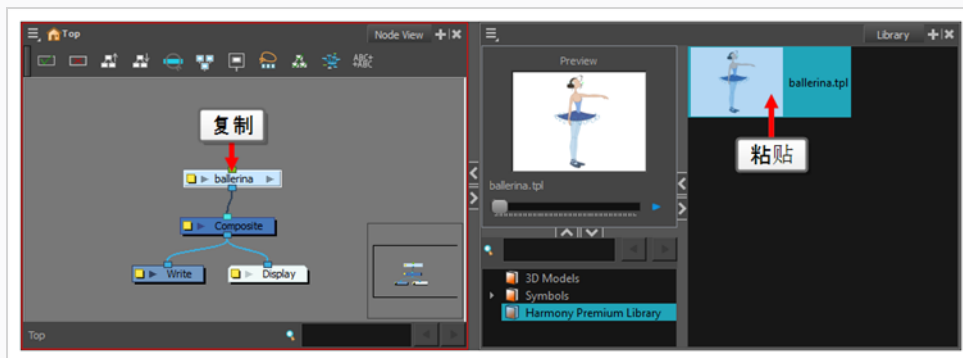 Top
Node View
ABC+
+ABC
复制
ballerina
Composite
Write
Display
Top
Library
Preview
ballerina.tpl
ballerina.tpl
粘贴
3D Models
Symbols
Harmony Premium Library